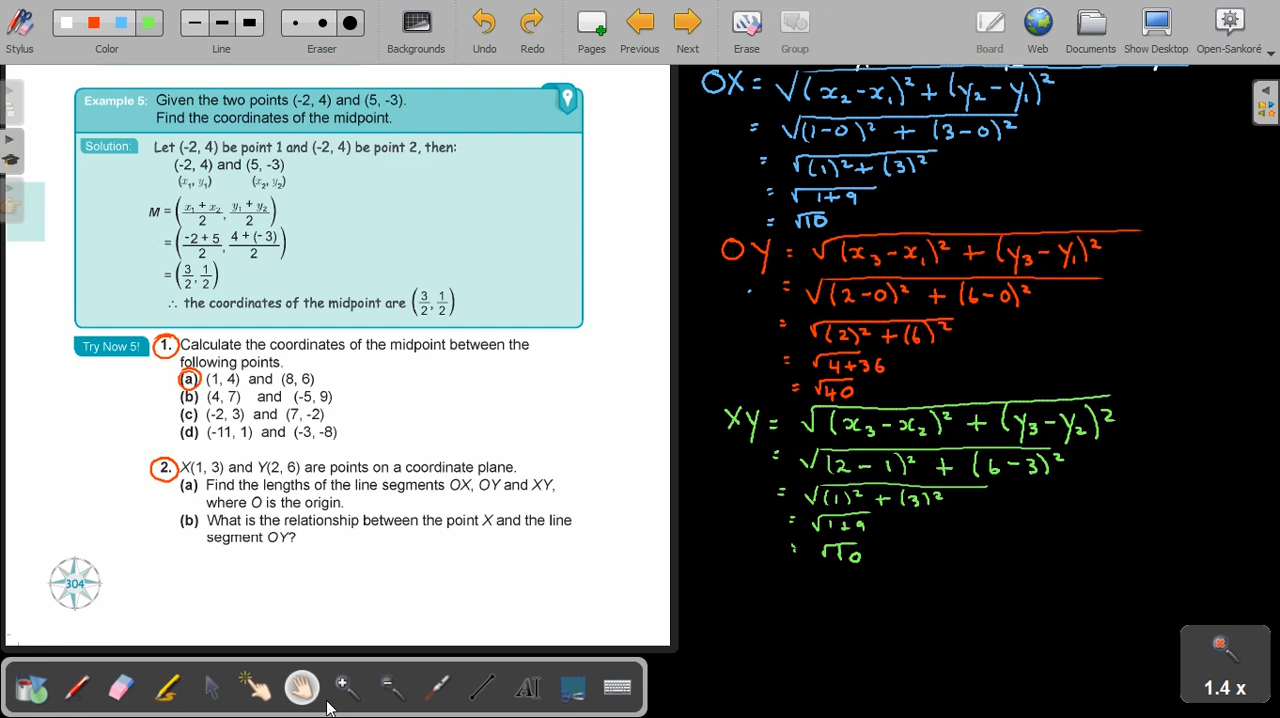 Stylus Color Line Eraser Backgrounds Undo Redo Pages Previous Next Erase Group Board Web Documents Show Desktop Open-Sankoré
Example 5: Given the two points (-2, 4) and (5, -3).
Find the coordinates of the midpoint.
Solution:
Let (-2, 4) be point 1 and (-2, 4) be point 2, then:
(-2, 4) and (5, -3)
(x₁, y₁) (x₂, y₂)
M = (x₁ + x₂ / 2, y₁ + y₂ / 2)
= (-2 + 5 / 2, 4 + (-3) / 2)
= (3/2, 1/2)
∴ the coordinates of the midpoint are (3/2, 1/2)
Try Now 5! 1. Calculate the coordinates of the midpoint between the
following points.
(a) (1, 4) and (8, 6)
(b) (4, 7) and (-5, 9)
(c) (-2, 3) and (7, -2)
(d) (-11, 1) and (-3, -8)
2. X(1, 3) and Y(2, 6) are points on a coordinate plane.
(a) Find the lengths of the line segments OX, OY and XY,
where O is the origin.
(b) What is the relationship between the point X and the line
segment OY?
304
OX = √(x₂ - x₁)² + (y₂ - y₁)²
= √(1-0)² + (3-0)²
= √(1)² + (3)²
= √1+9
= √10
OY = √(x₃ - x₁)² + (y₃ - y₁)²
= √(2-0)² + (6-0)²
= √(2)² + (6)²
= √4+36
= √40
XY = √(x₃ - x₂)² + (y₃ - y₂)²
= √(2 - 1)² + (6-3)²
= √(1)² + (3)²
= √1+9
= √10
1.4 x